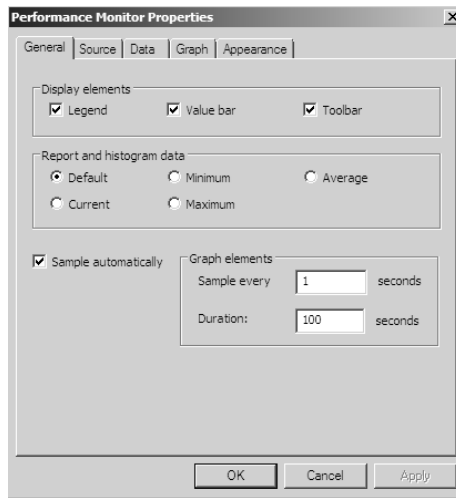 Performance Monitor Properties
General Source Data Graph Appearance
Display elements
Legend Value bar Toolbar
Report and histogram data
Default Minimum Average
Current Maximum
Sample automatically
Graph elements
Sample every 1 seconds
Duration: 100 seconds
OK Cancel Apply